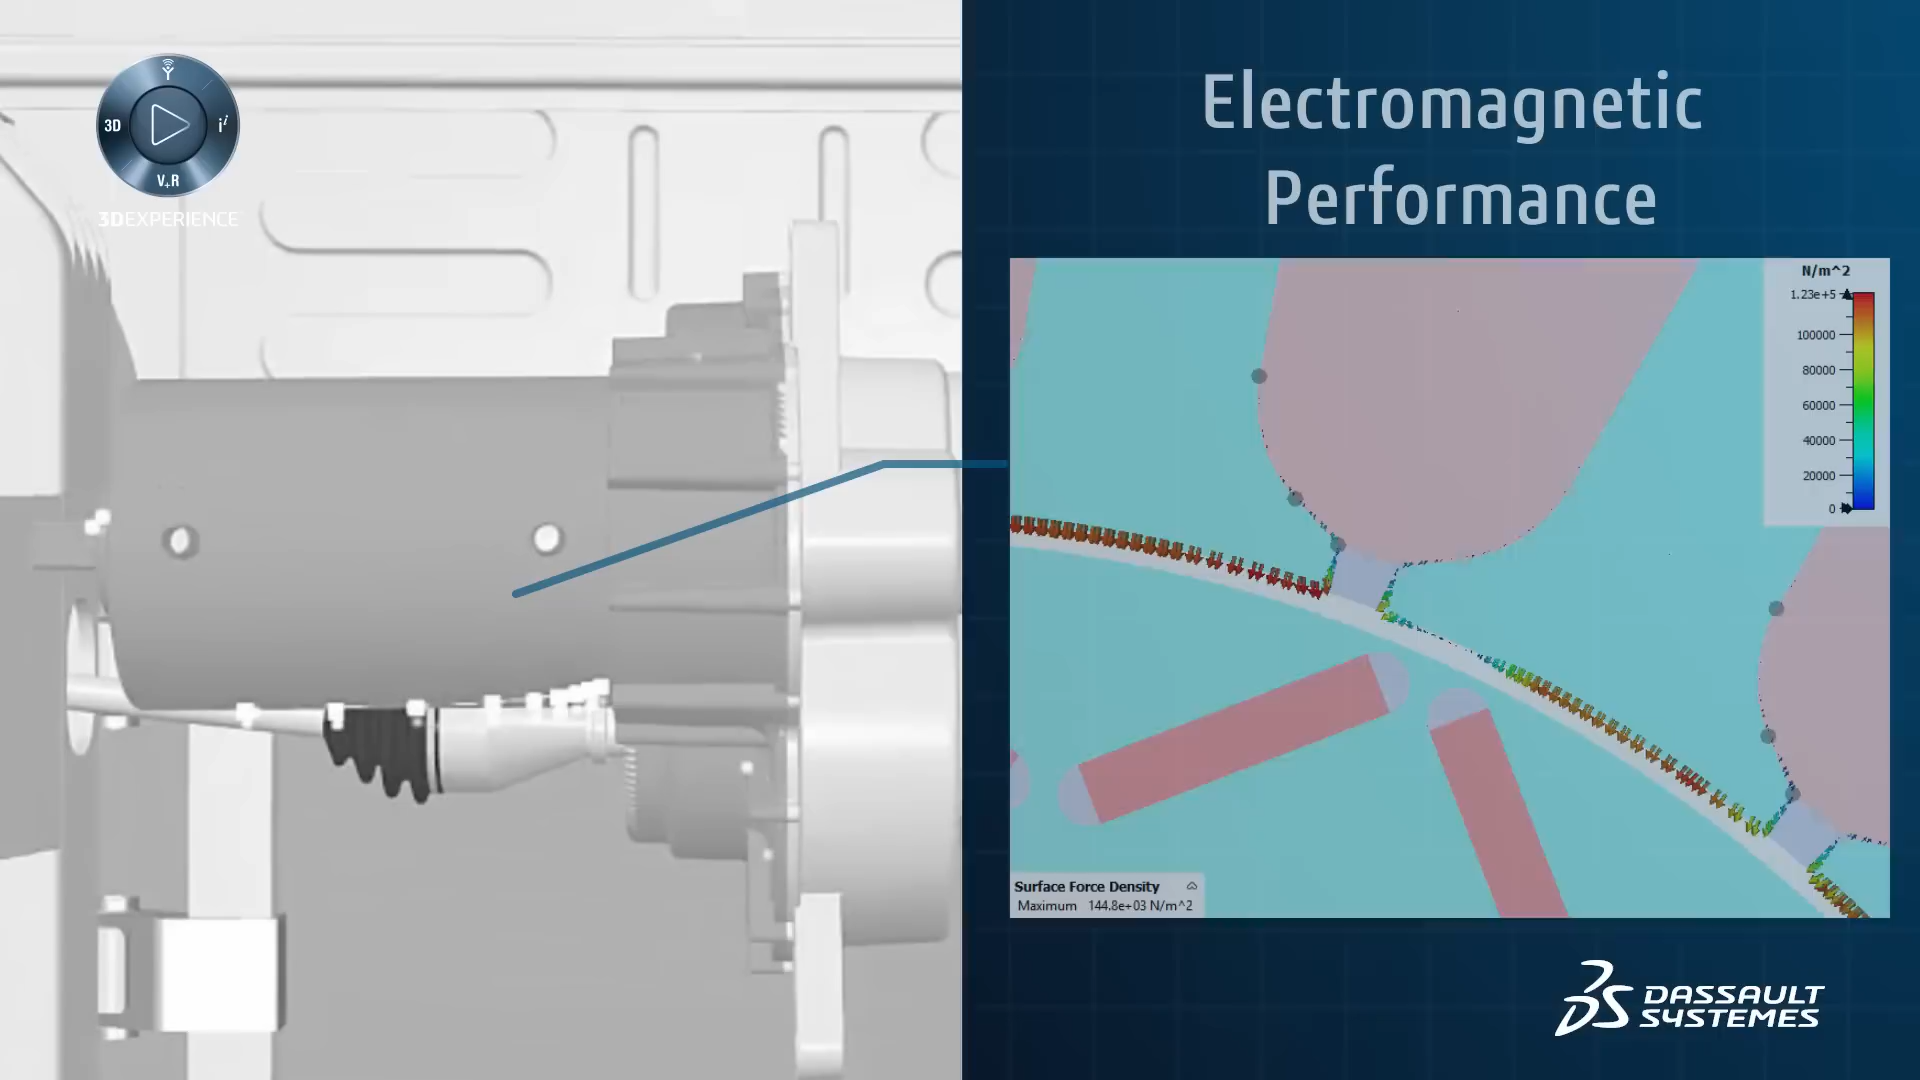 3D
i
V+R
3DEXPERIENCE
Electromagnetic
Performance
N/m^2
1.23e+5
100000
80000
60000
40000
20000
0
Surface Force Density
Maximum 144.8e+03 N/m^2
DASSAULT
SYSTEMES